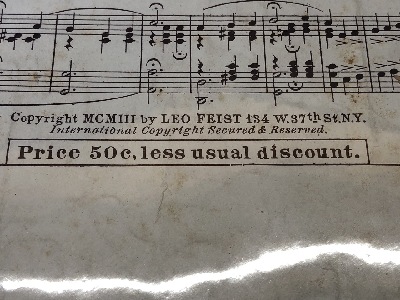 Copyright MCMIII by LEO FEIST 134 W.37th St., N.Y.
International Copyright Secured & Reserved.
Price 50c, less usual discount.